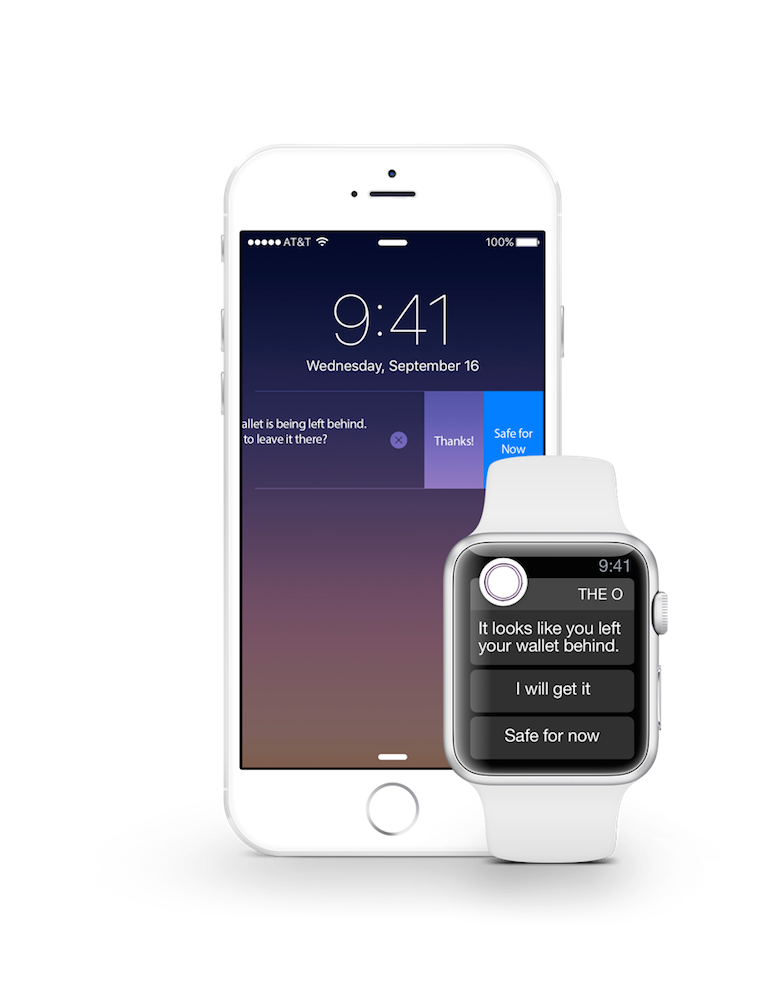 AT&T
100%
9:41
Wednesday, September 16
allet is being left behind.
to leave it there?
Thanks!
Safe for
Now
9:41
THE O
It looks like you left
your wallet behind.
I will get it
Safe for now